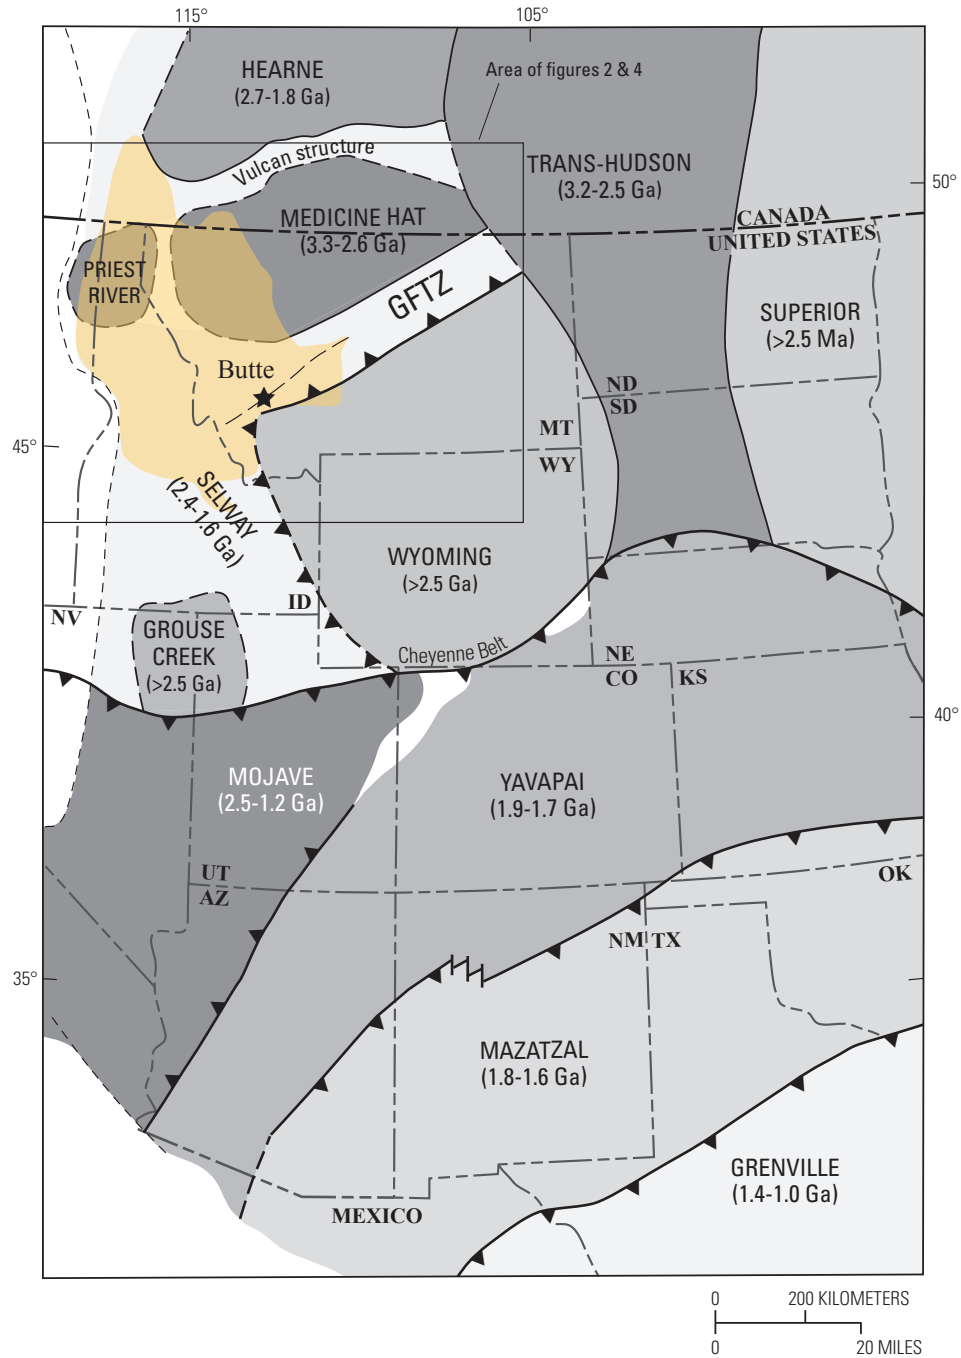 115°
105°
HEARNE
(2.7-1.8 Ga)
Area of figures 2 & 4
Vulcan structure
TRANS-HUDSON
(3.2-2.5 Ga)
50°
MEDICINE HAT
(3.3-2.6 Ga)
CANADA
UNITED STATES
PRIEST
RIVER
GFTZ
SUPERIOR
(>2.5 Ma)
Butte
ND
SD
MT
WY
45°
SELWAY
(2.4-1.6 Ga)
WYOMING
(>2.5 Ga)
ID
NV
GROUSE
CREEK
(>2.5 Ga)
Cheyenne Belt
NE
CO
KS
40°
MOJAVE
(2.5-1.2 Ga)
YAVAPAI
(1.9-1.7 Ga)
UT
AZ
OK
NM
TX
35°
MAZATZAL
(1.8-1.6 Ga)
GRENVILLE
(1.4-1.0 Ga)
MEXICO
0 200 KILOMETERS
0 20 MILES